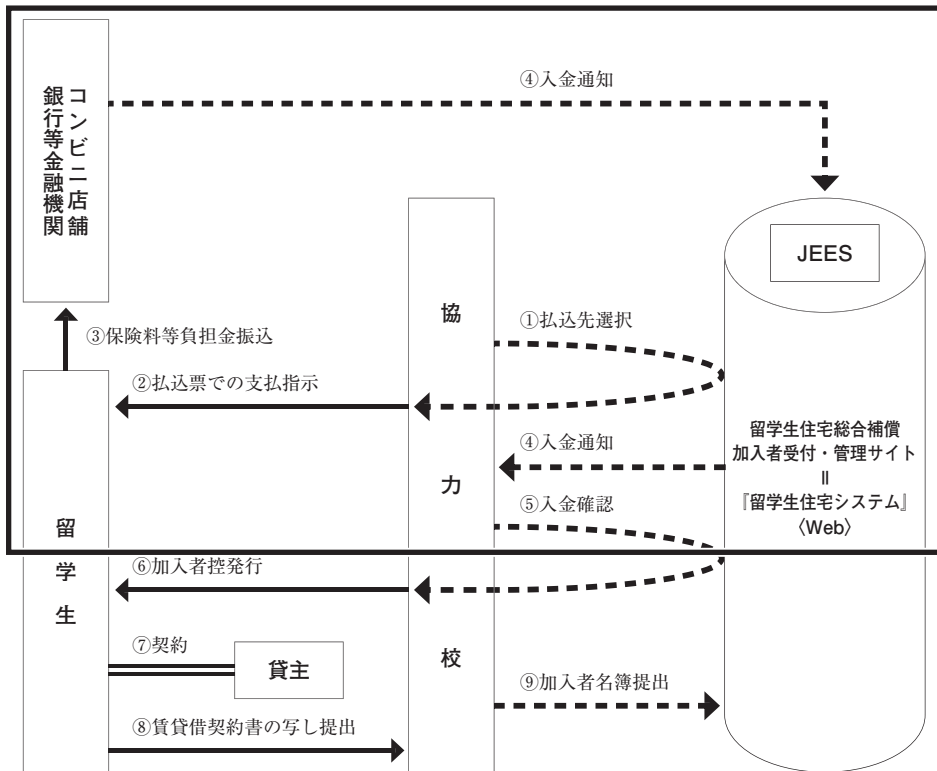 ④入金通知
コンビニ店舗
銀行等金融機関
JEES
協力校
①払込先選択
③保険料等負担金振込
②払込票での支払指示
留学生住宅総合補償
加入者受付・管理サイト
＝
『留学生住宅システム』
〈Web〉
④入金通知
⑤入金確認
留学生
⑥加入者控発行
⑦契約
貸主
⑨加入者名簿提出
⑧賃貸借契約書の写し提出